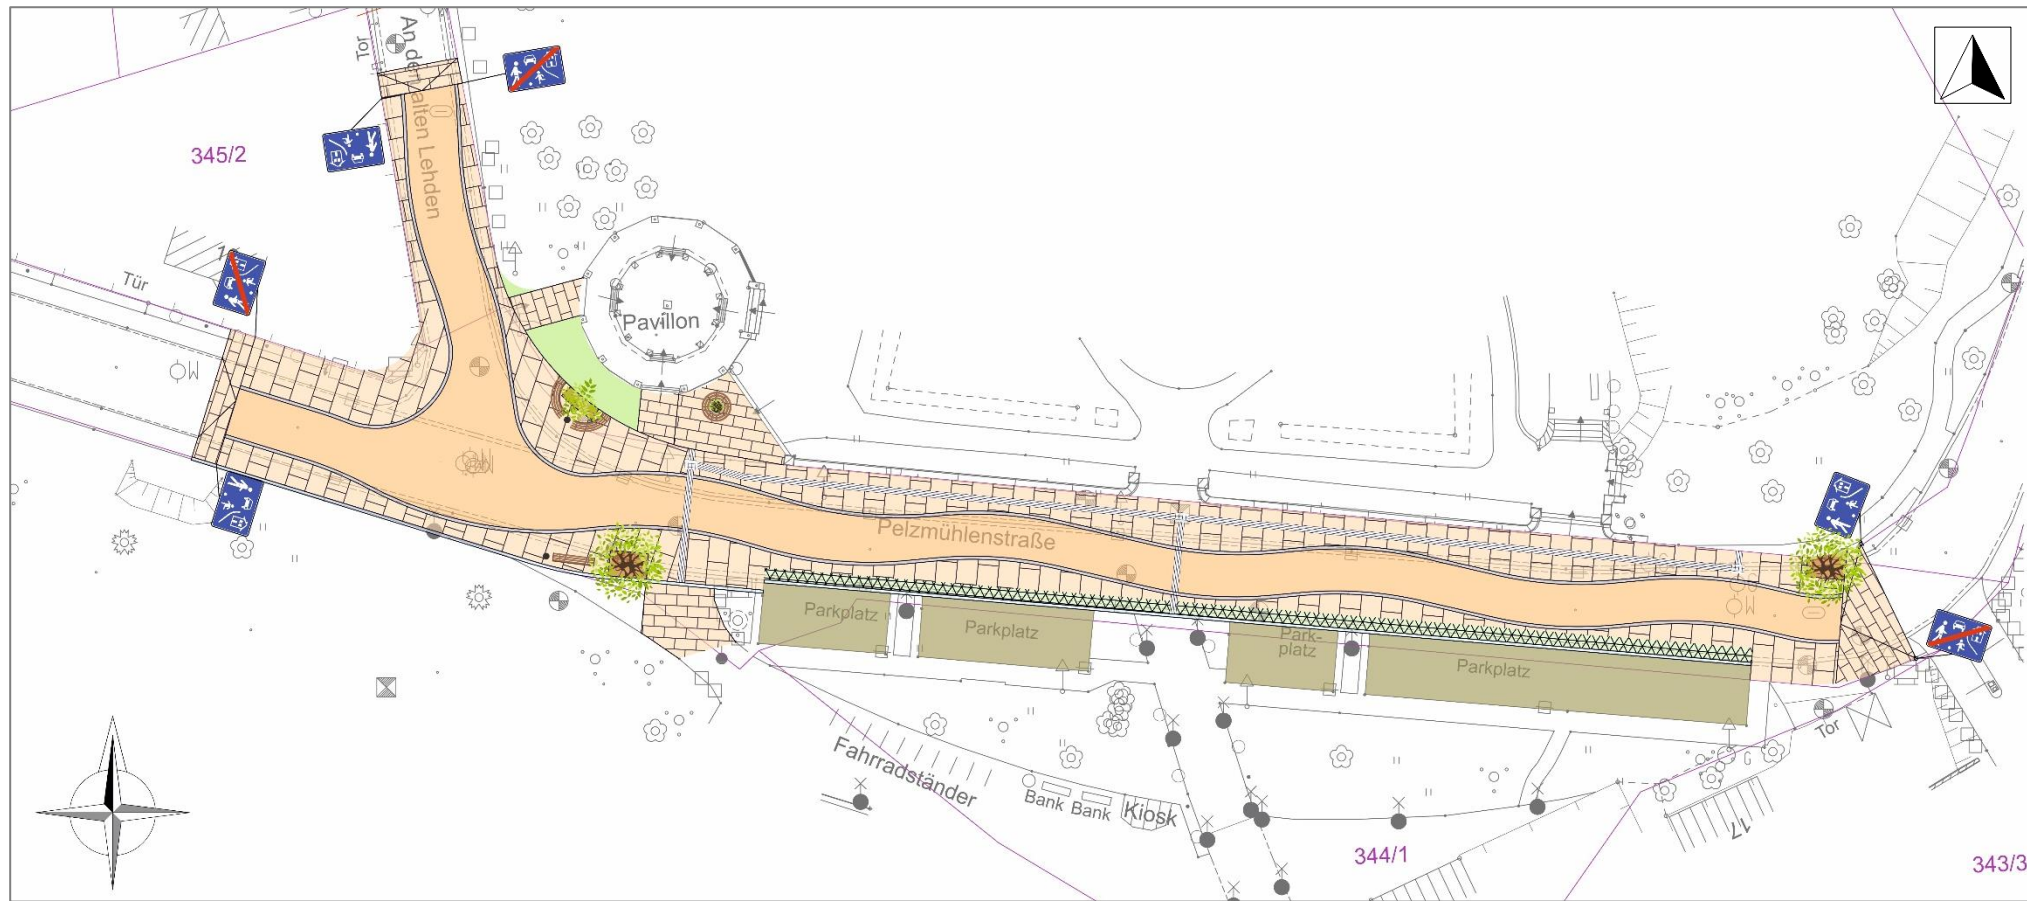 Tor
An den alten Lehden
345/2
Tür
Pavillon
Pelzmühlenstraße
Parkplatz
Parkplatz
Park-
platz
Parkplatz
Fahrradständer
Bank Bank Kiosk
Tor
17
344/1
343/3